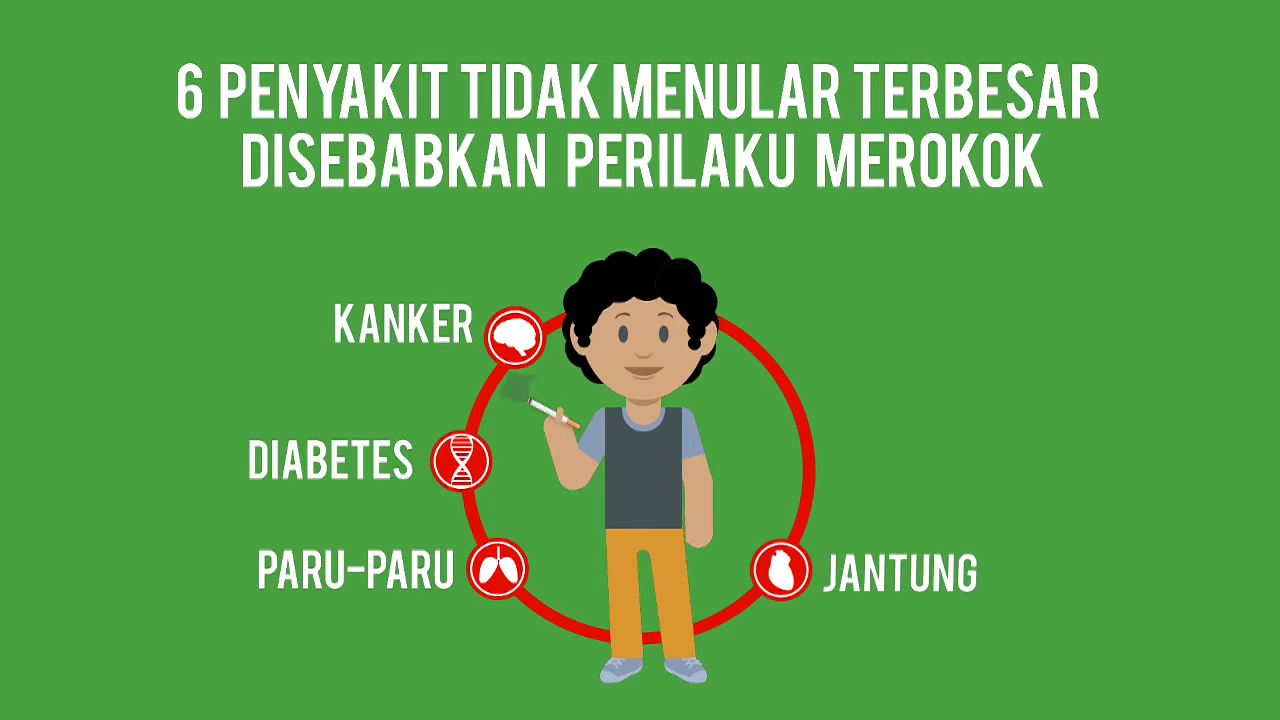 6 PENYAKIT TIDAK MENULAR TERBESAR
DISEBABKAN PERILAKU MEROKOK
KANKER
DIABETES
PARU-PARU
JANTUNG